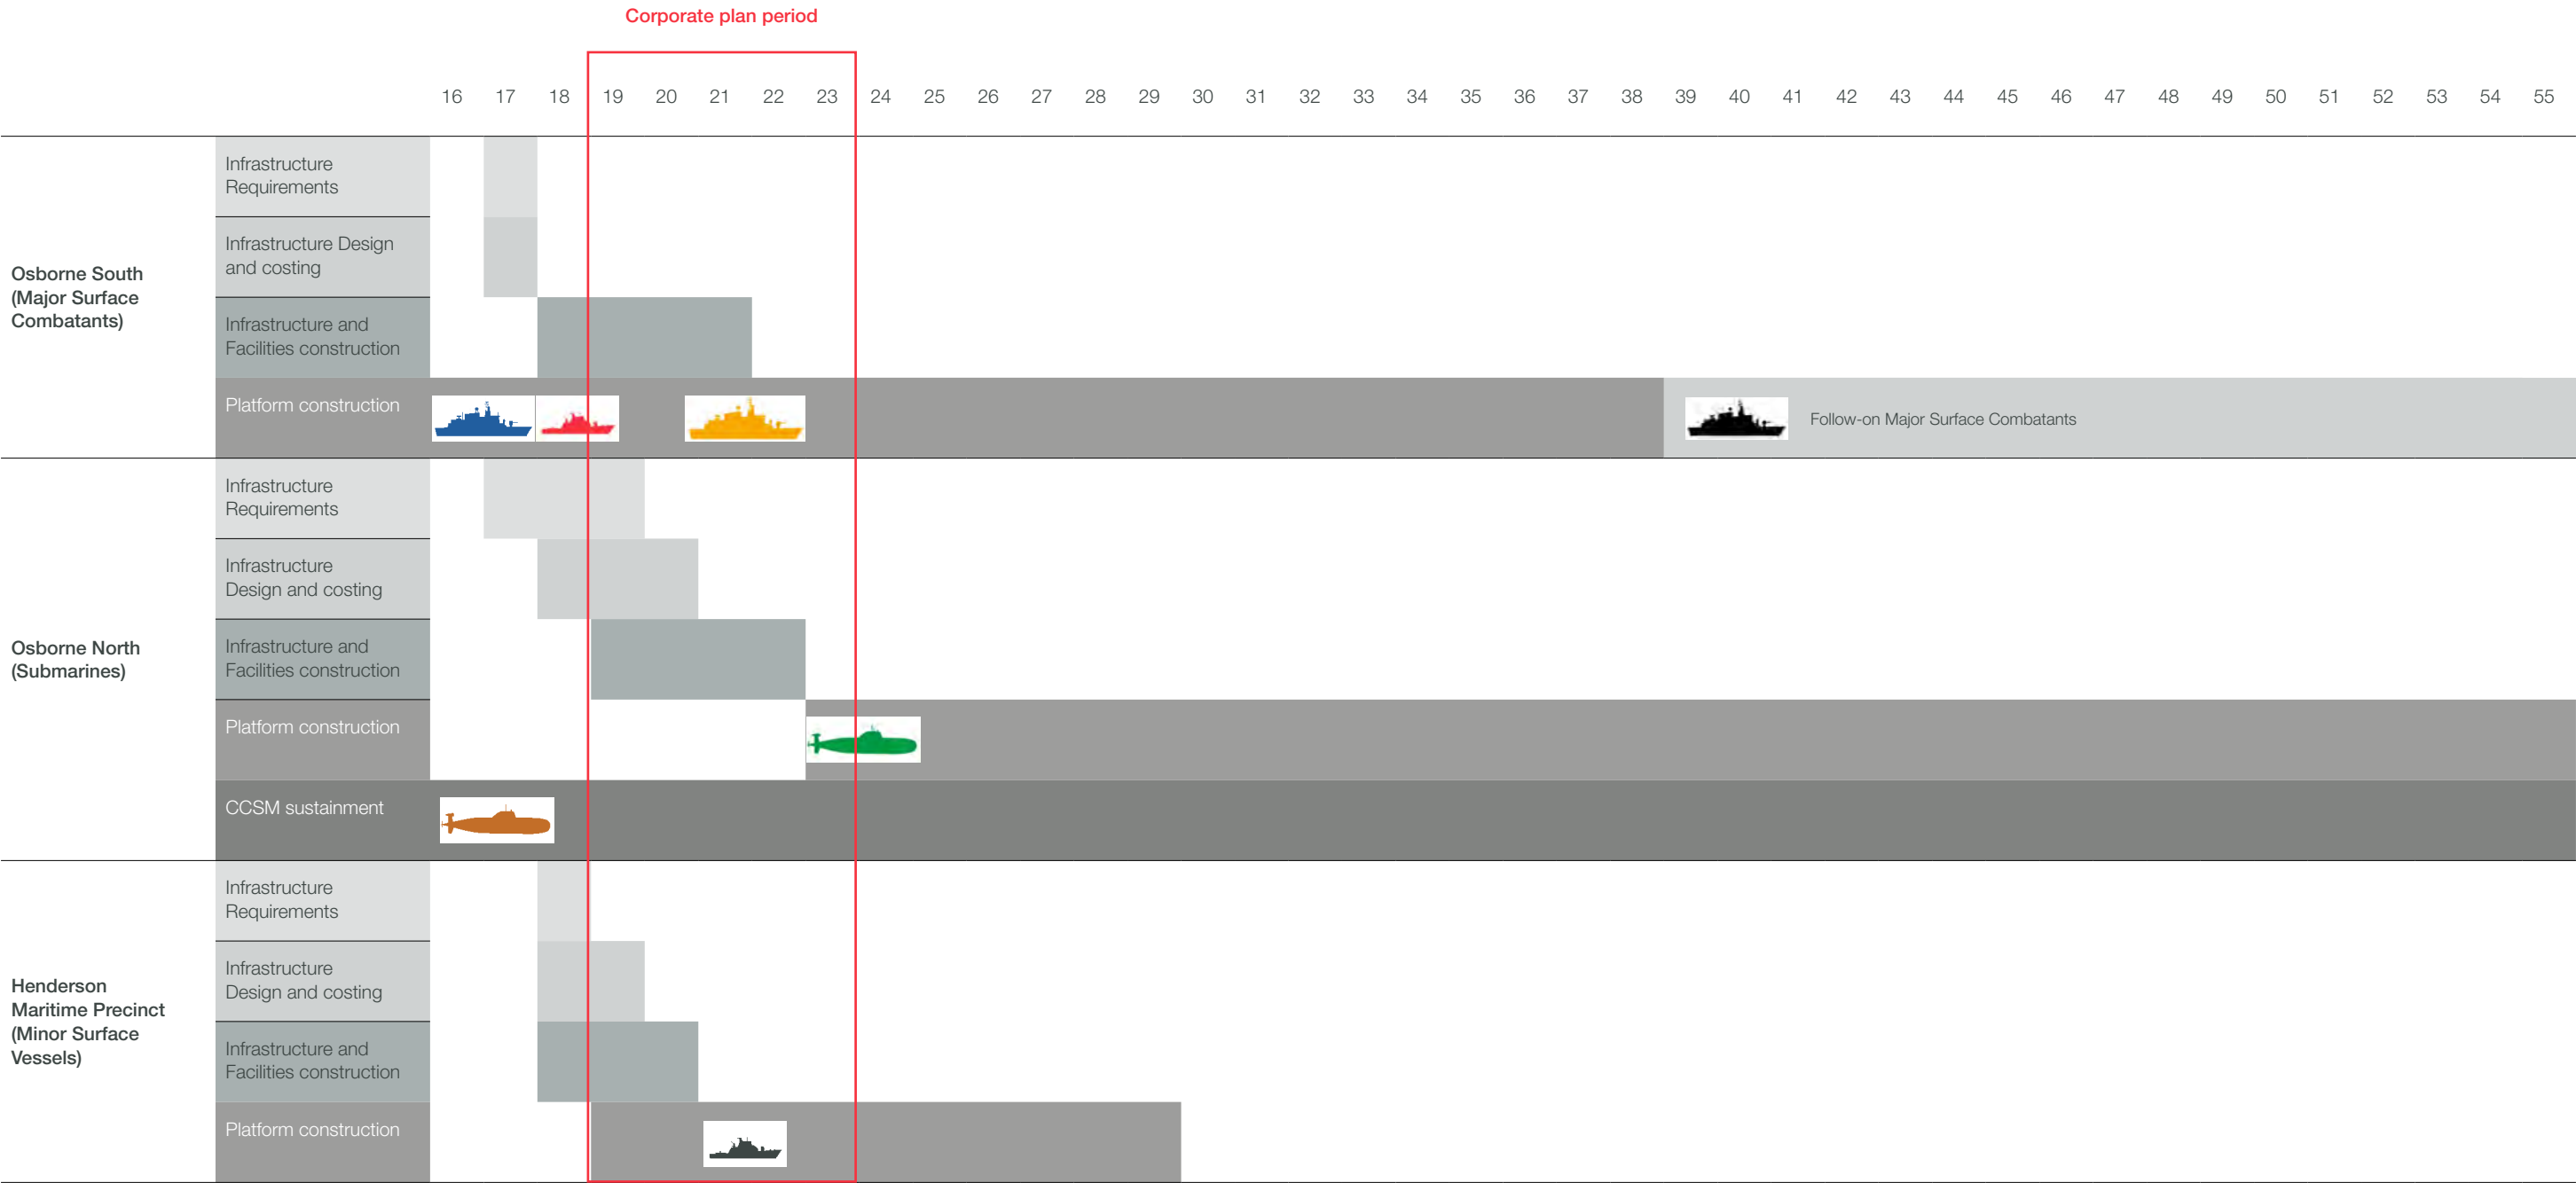 Corporate plan period
16 17 18 19 20 21 22 23 24 25 26 27 28 29 30 31 32 33 34 35 36 37 38 39 40 41 42 43 44 45 46 47 48 49 50 51 52 53 54 55
Osborne South
(Major Surface
Combatants)
Infrastructure
Requirements
Infrastructure Design
and costing
Infrastructure and
Facilities construction
Platform construction
Follow-on Major Surface Combatants
Osborne North
(Submarines)
Infrastructure
Requirements
Infrastructure
Design and costing
Infrastructure and
Facilities construction
Platform construction
CCSM sustainment
Henderson
Maritime Precinct
(Minor Surface
Vessels)
Infrastructure
Requirements
Infrastructure
Design and costing
Infrastructure and
Facilities construction
Platform construction